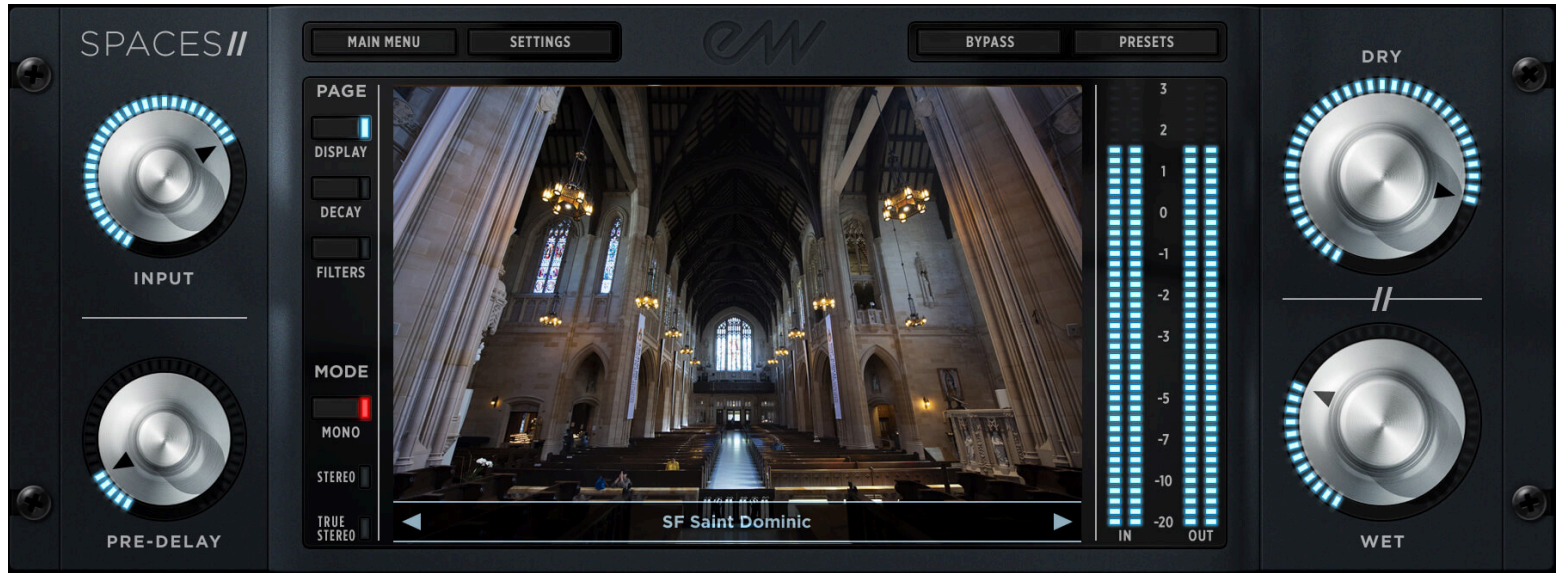 SPACES II
MAIN MENU
SETTINGS
ew
BYPASS
PRESETS
INPUT
PRE-DELAY
PAGE
DISPLAY
DECAY
FILTERS
MODE
MONO
STEREO
TRUE
STEREO
SF Saint Dominic
3
2
1
0
-1
-2
-3
-5
-7
-10
-20
IN
OUT
DRY
WET